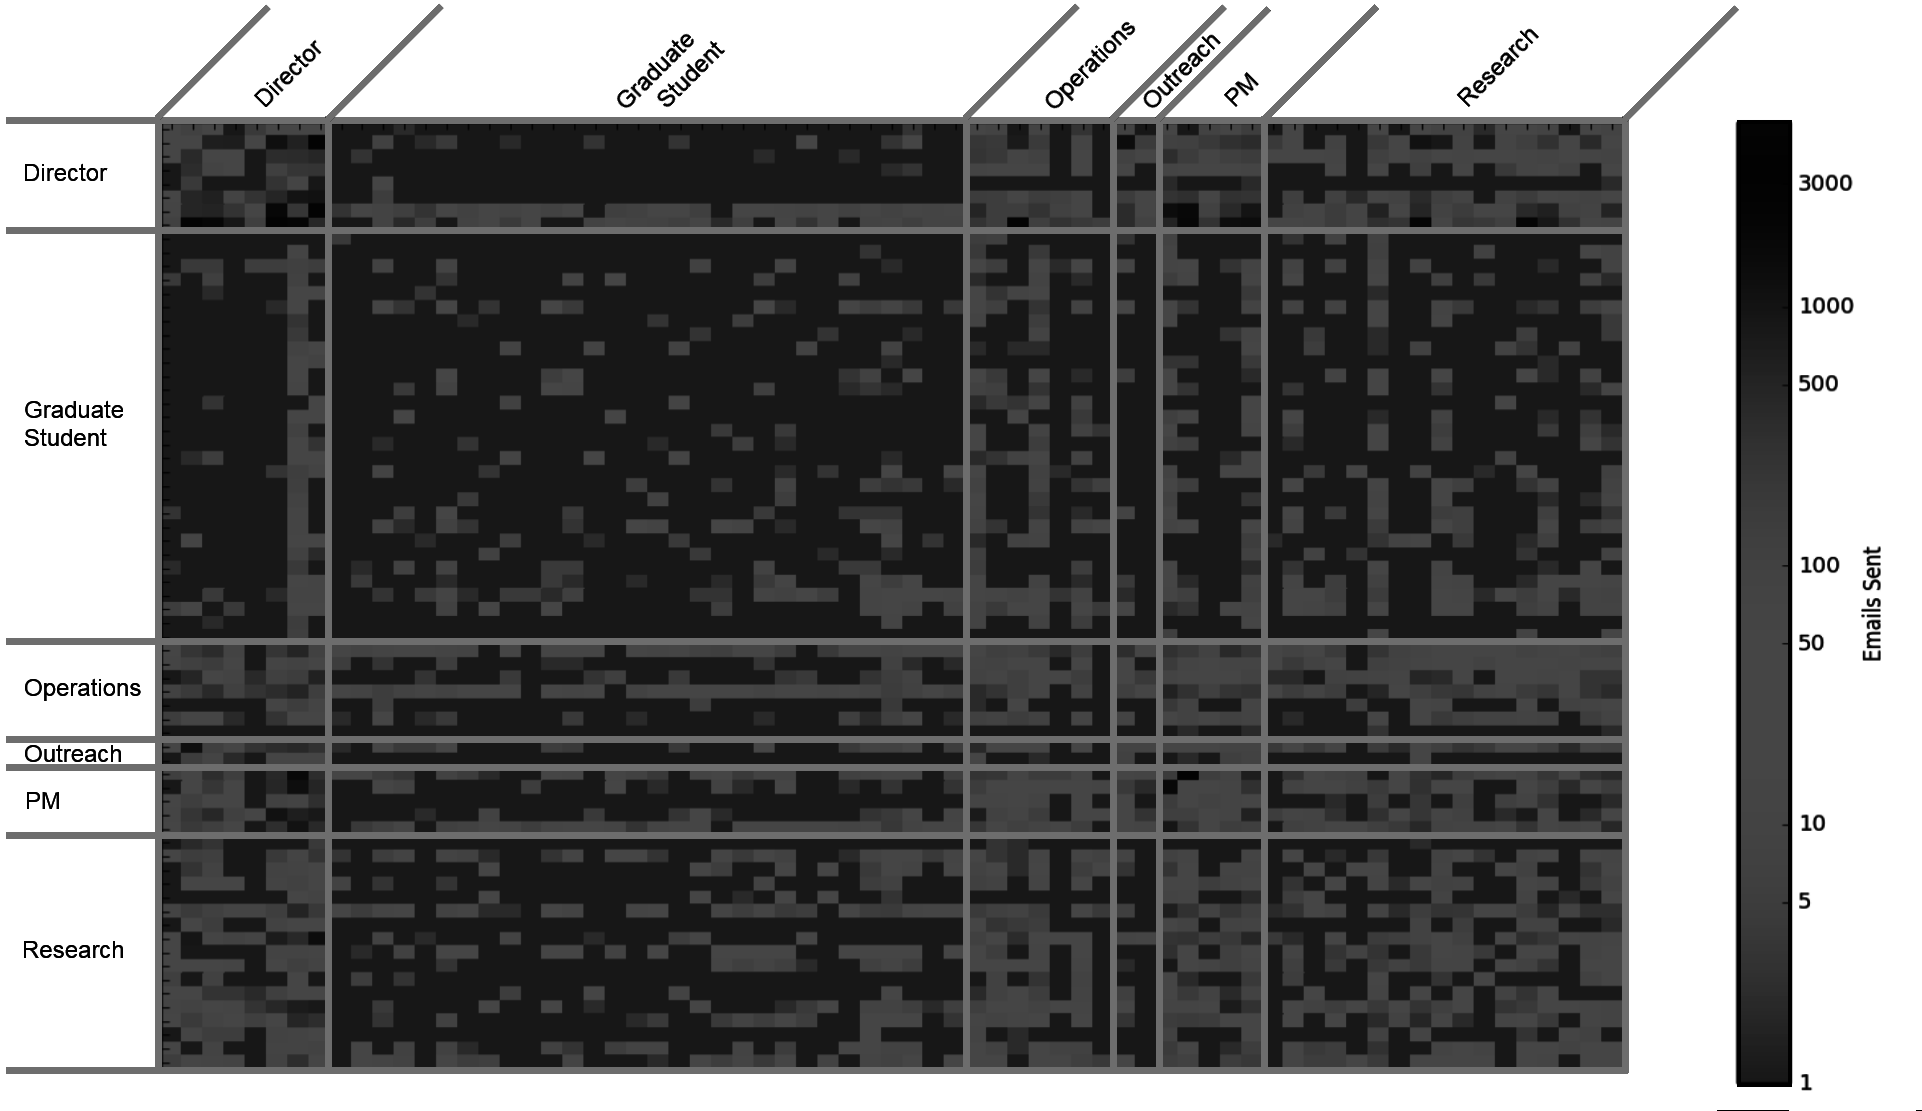 Director
Graduate
Student
Operations
Outreach
PM
Research
Director
Graduate
Student
Operations
Outreach
PM
Research
3000
1000
500
100
50
10
5
1
Emails Sent